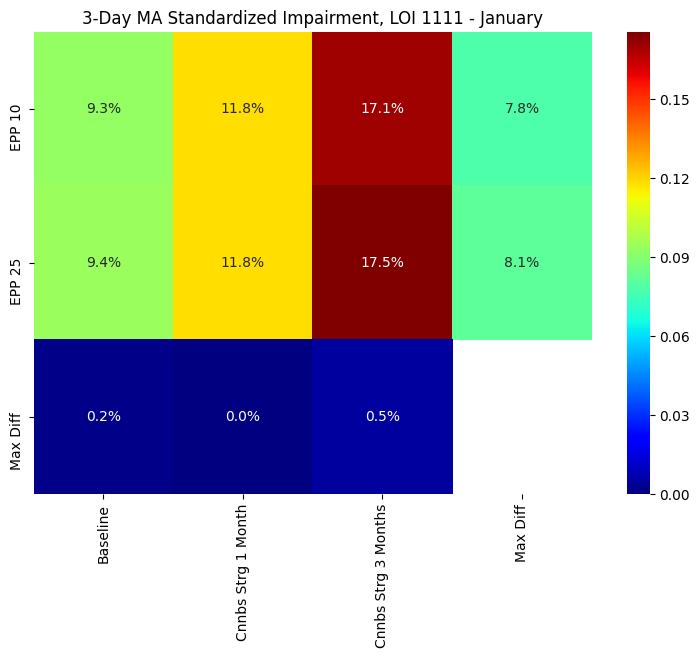 3-Day MA Standardized Impairment, LOI 1111 - January
EPP 10
9.3%
11.8%
17.1%
7.8%
EPP 25
9.4%
11.8%
17.5%
8.1%
Max Diff
0.2%
0.0%
0.5%
Baseline
Cnnbs Strg 1 Month
Cnnbs Strg 3 Months
Max Diff
0.15
0.12
0.09
0.06
0.03
0.00